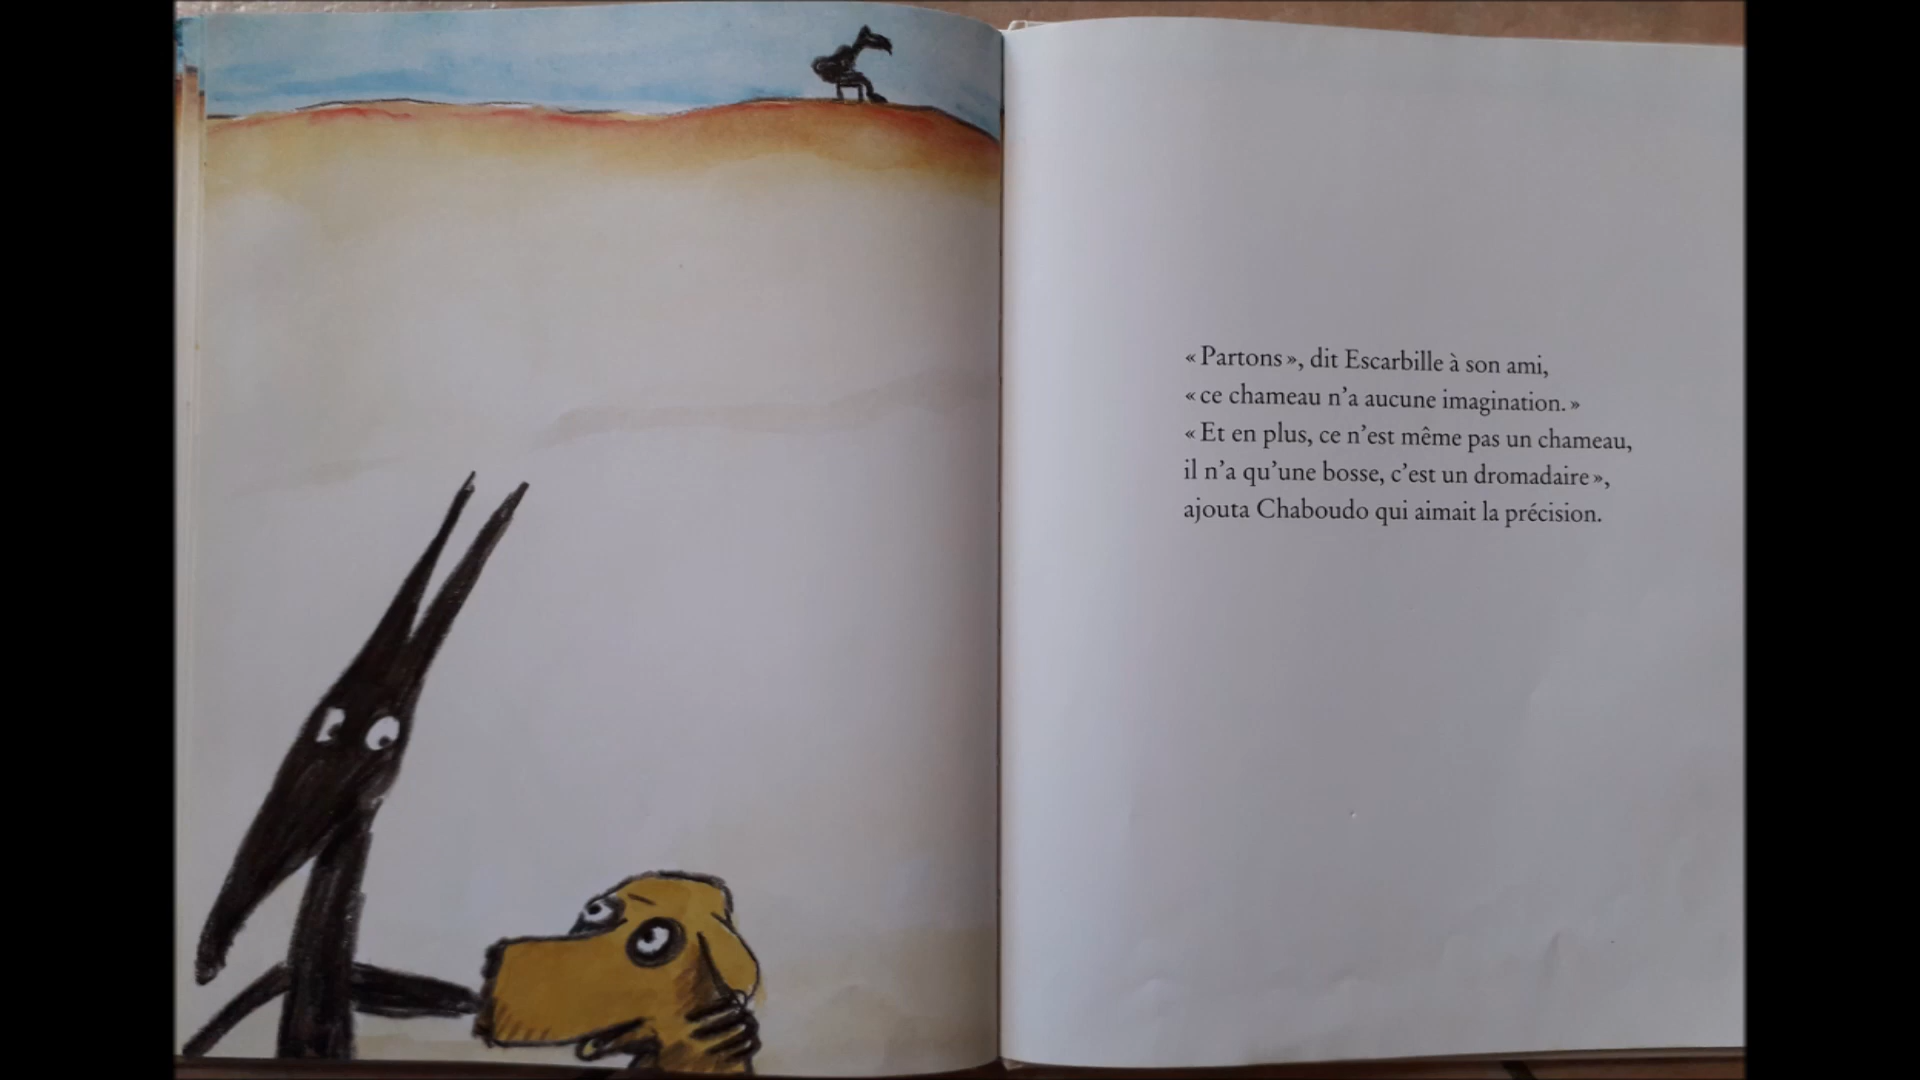 « Partons », dit Escarbille à son ami,
« ce chameau n’a aucune imagination. »
« Et en plus, ce n’est même pas un chameau,
il n’a qu’une bosse, c’est un dromadaire »,
ajouta Chaboudo qui aimait la précision.